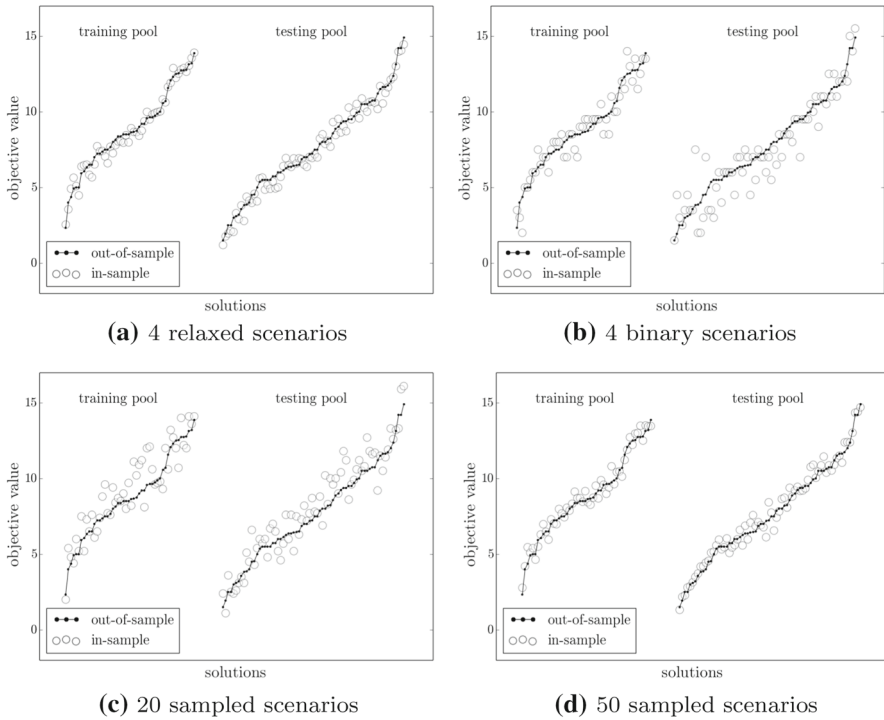 training pool
testing pool
15
10
5
0
objective value
out-of-sample
in-sample
solutions
(a) 4 relaxed scenarios
training pool
testing pool
15
10
5
0
objective value
out-of-sample
in-sample
solutions
(b) 4 binary scenarios
training pool
testing pool
15
10
5
0
objective value
out-of-sample
in-sample
solutions
(c) 20 sampled scenarios
training pool
testing pool
15
10
5
0
objective value
out-of-sample
in-sample
solutions
(d) 50 sampled scenarios